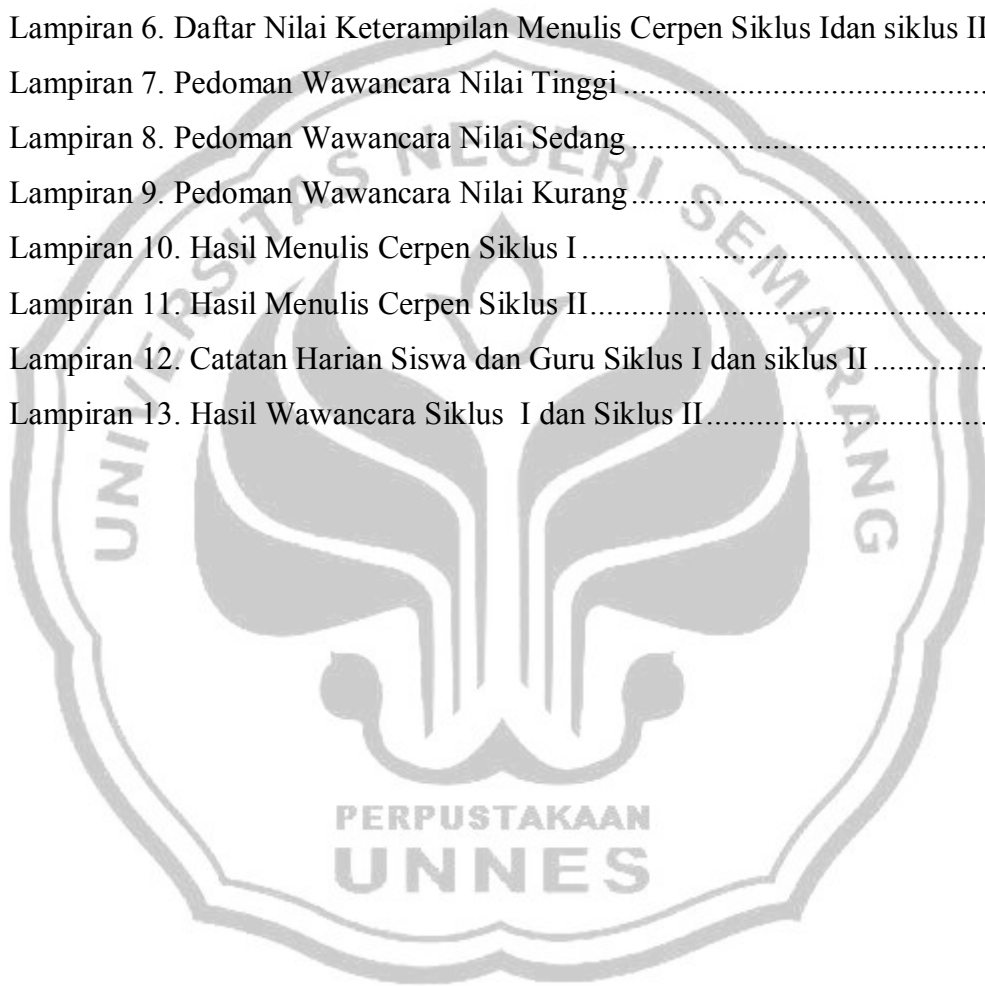 Lampiran 6. Daftar Nilai Keterampilan Menulis Cerpen Siklus Idan siklus II
Lampiran 7. Pedoman Wawancara Nilai Tinggi ............................................
Lampiran 8. Pedoman Wawancara Nilai Sedang ...........................................
Lampiran 9. Pedoman Wawancara Nilai Kurang ...........................................
Lampiran 10. Hasil Menulis Cerpen Siklus I .................................................
Lampiran 11. Hasil Menulis Cerpen Siklus II ................................................
Lampiran 12. Catatan Harian Siswa dan Guru Siklus I dan siklus II ..............
Lampiran 13. Hasil Wawancara Siklus  I dan Siklus II ..................................
UNIVERSITAS NEGERI SEMARANG
PERPUSTAKAAN
UNNES